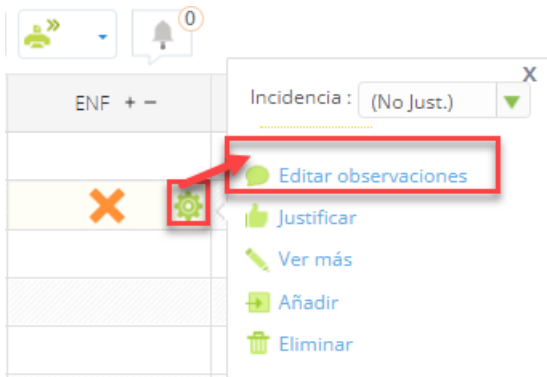 0
X
ENF + −
Incidencia : (No Just.)
Editar observaciones
Justificar
Ver más
Añadir
Eliminar